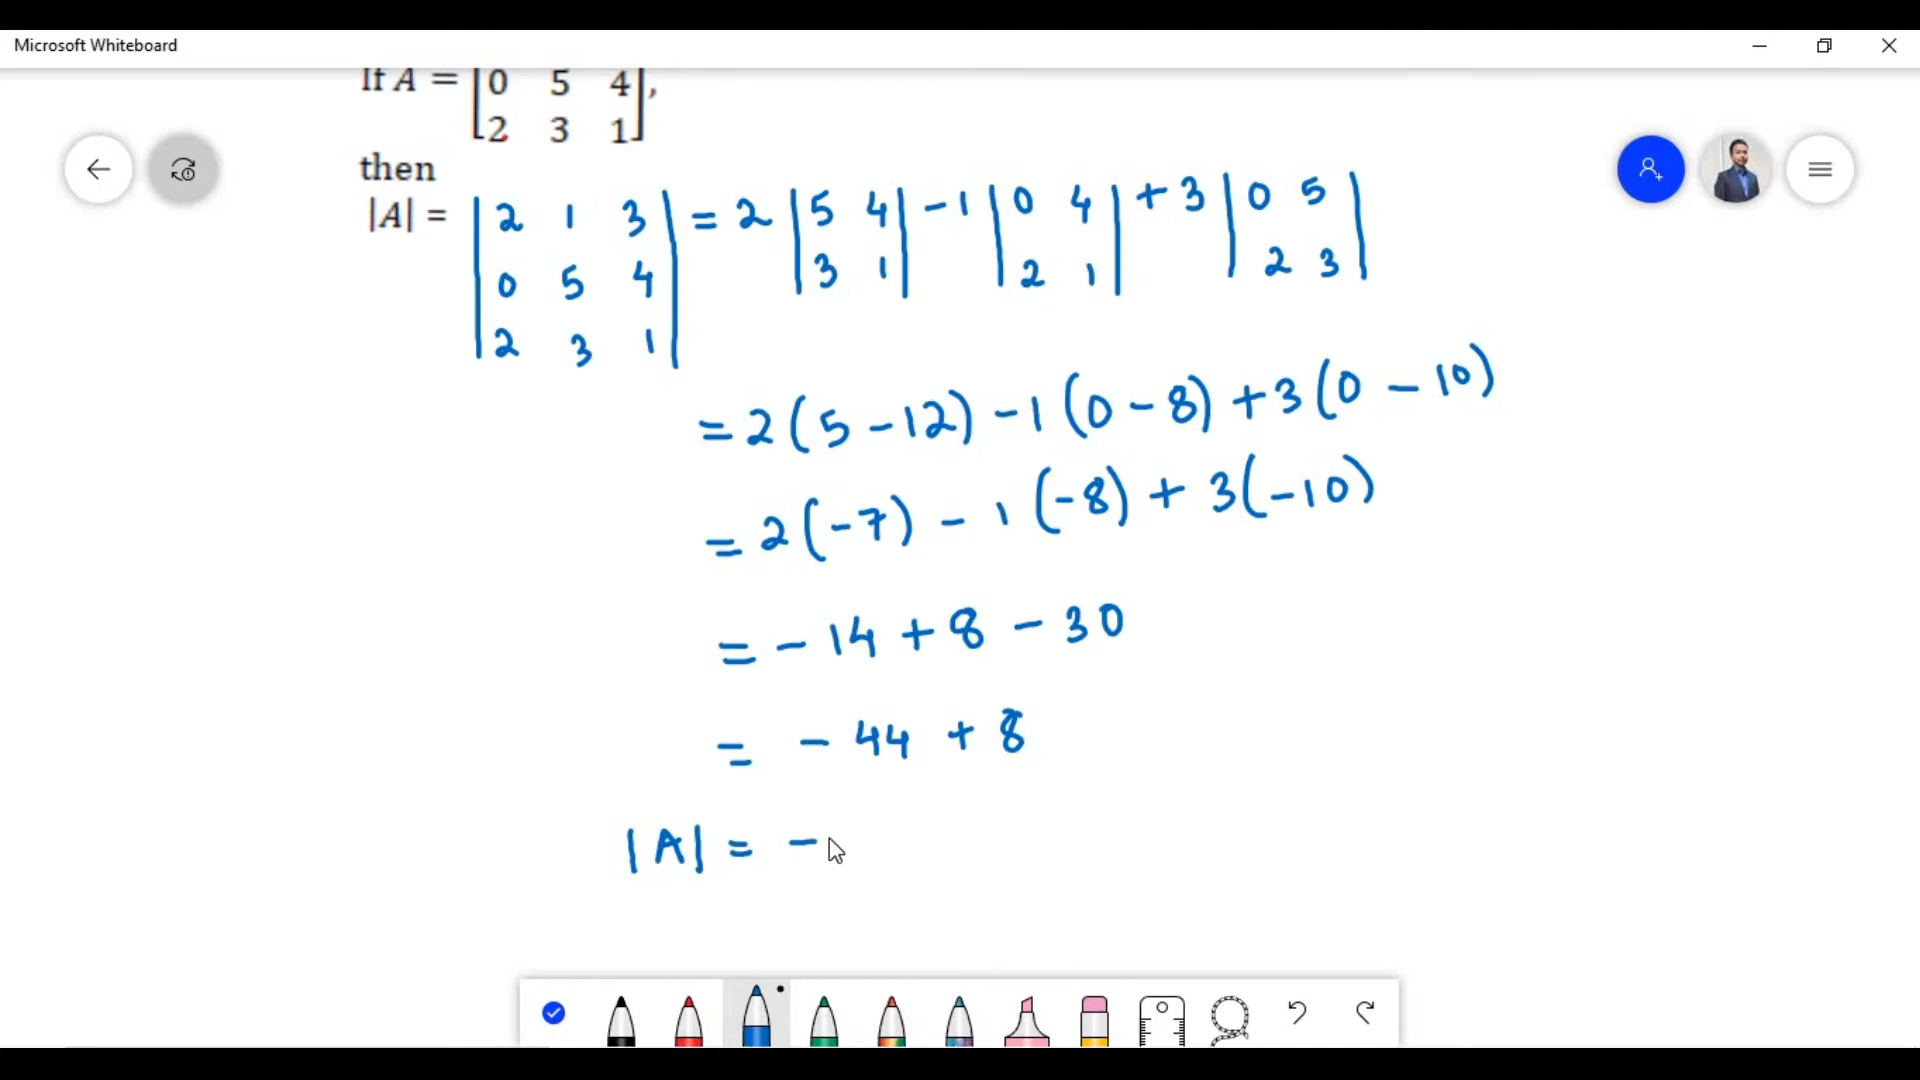 Microsoft Whiteboard
If A = [0 5 4
2 3 1],
then
|A| = |2 1 3| = 2 |5 4| - 1 |0 4| + 3 |0 5|
|0 5 4| |3 1| |2 1| |2 3|
|2 3 1|
= 2 (5 - 12) - 1 (0 - 8) + 3 (0 - 10)
= 2 (-7) - 1 (-8) + 3 (-10)
= - 14 + 8 - 30
= - 44 + 8
|A| = -